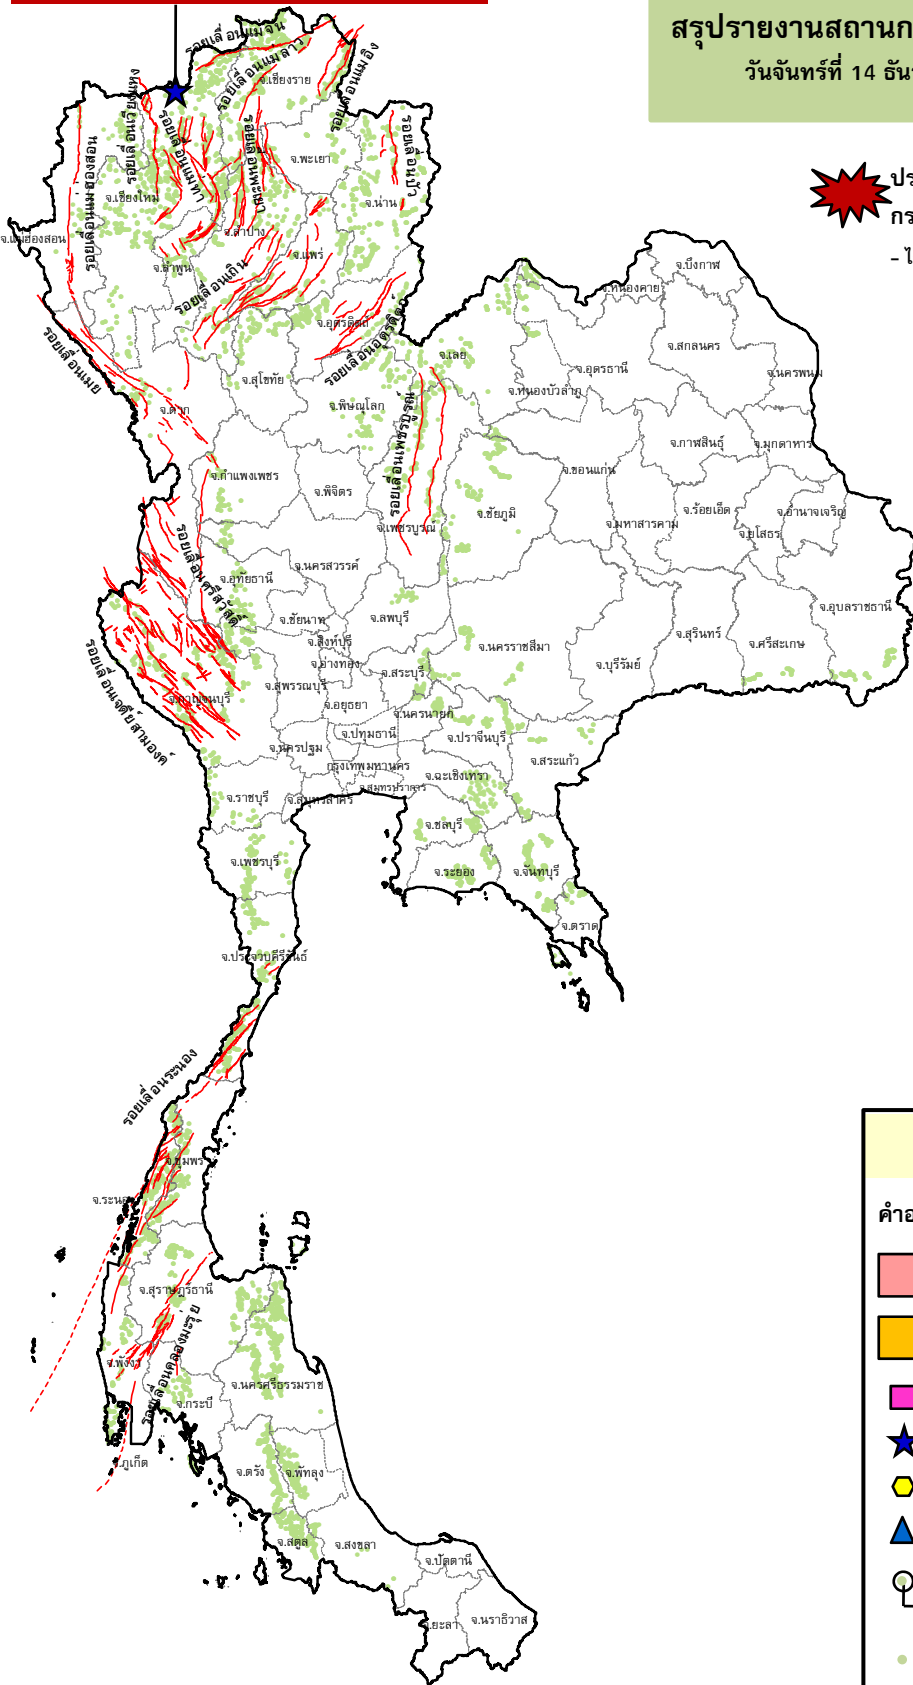 สรุปรายงานสถานก
วันจันทร์ที่ 14 ธัน
ปร
กร
- ไ
รอยเลื่อนแม่จัน
รอยเลื่อนแม่ลาว
รอยเลื่อนแม่อิง
จ.เชียงราย
รอยเลื่อนเวียงแหง
รอยเลื่อนแม่ทา
รอยเลื่อนพะเยา
รอยเลื่อนปัว
จ.พะเยา
รอยเลื่อนแม่ฮ่องสอน
จ.เชียงใหม่
จ.น่าน
จ.แม่ฮ่องสอน
จ.ลำปาง
จ.แพร่
จ.ลำพูน
รอยเลื่อนเถิน
จ.บึงกาฬ
จ.หนองคาย
จ.อุตรดิตถ์
รอยเลื่อนอุตรดิตถ์
รอยเลื่อนเมย
จ.เลย
จ.สกลนคร
จ.อุดรธานี
จ.นครพนม
จ.สุโขทัย
จ.หนองบัวลำภู
จ.ตาก
จ.พิษณุโลก
รอยเลื่อนเพชรบูรณ์
จ.กาฬสินธุ์
จ.มุกดาหาร
จ.กำแพงเพชร
จ.ขอนแก่น
จ.พิจิตร
จ.ชัยภูมิ
จ.ร้อยเอ็ด
จ.อำนาจเจริญ
จ.เพชรบูรณ์
จ.มหาสารคาม
จ.ยโสธร
รอยเลื่อนศรีสวัสดิ์
จ.นครสวรรค์
จ.อุทัยธานี
จ.อุบลราชธานี
จ.ชัยนาท
จ.ลพบุรี
จ.สิงห์บุรี
จ.นครราชสีมา
จ.สุรินทร์
จ.ศรีสะเกษ
จ.อ่างทอง
จ.บุรีรัมย์
จ.สระบุรี
จ.สุพรรณบุรี
จ.กาญจนบุรี
รอยเลื่อนเจดีย์สามองค์
จ.อยุธยา
จ.นครนายก
จ.ปทุมธานี
จ.ปราจีนบุรี
จ.นครปฐม
จ.สระแก้ว
กรุงเทพมหานคร
จ.ฉะเชิงเทรา
จ.สมุทรปราการ
จ.ราชบุรี
จ.สมุทรสาคร
จ.ชลบุรี
จ.เพชรบุรี
จ.ระยอง
จ.จันทบุรี
จ.ตราด
จ.ประจวบคีรีขันธ์
รอยเลื่อนระนอง
จ.ชุมพร
จ.ระนอง
คำอ
จ.สุราษฎร์ธานี
รอยเลื่อนคลองมะรุ่ย
จ.พังงา
จ.นครศรีธรรมราช
จ.กระบี่
จ.ภูเก็ต
จ.ตรัง
จ.พัทลุง
จ.สตูล
จ.สงขลา
จ.ปัตตานี
จ.ยะลา
จ.นราธิวาส